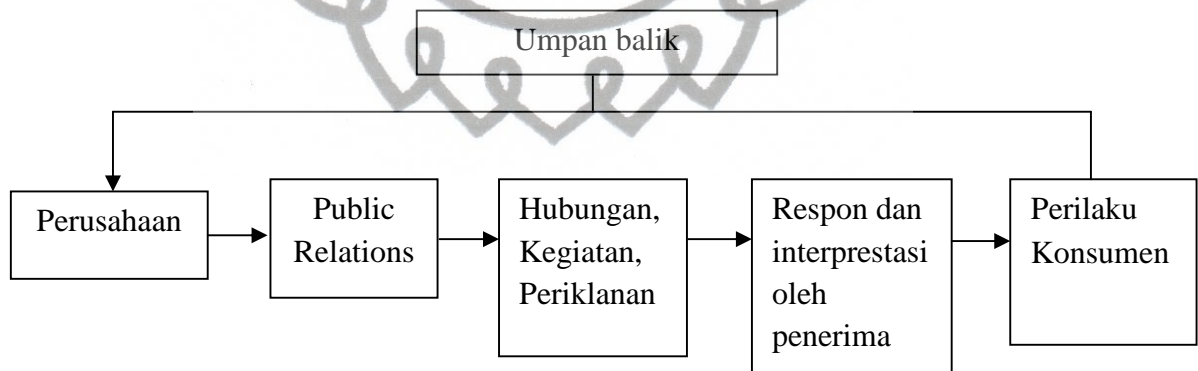 Umpan balik
Perusahaan
Public
Relations
Hubungan,
Kegiatan,
Periklanan
Respon dan
interprestasi
oleh
penerima
Perilaku
Konsumen